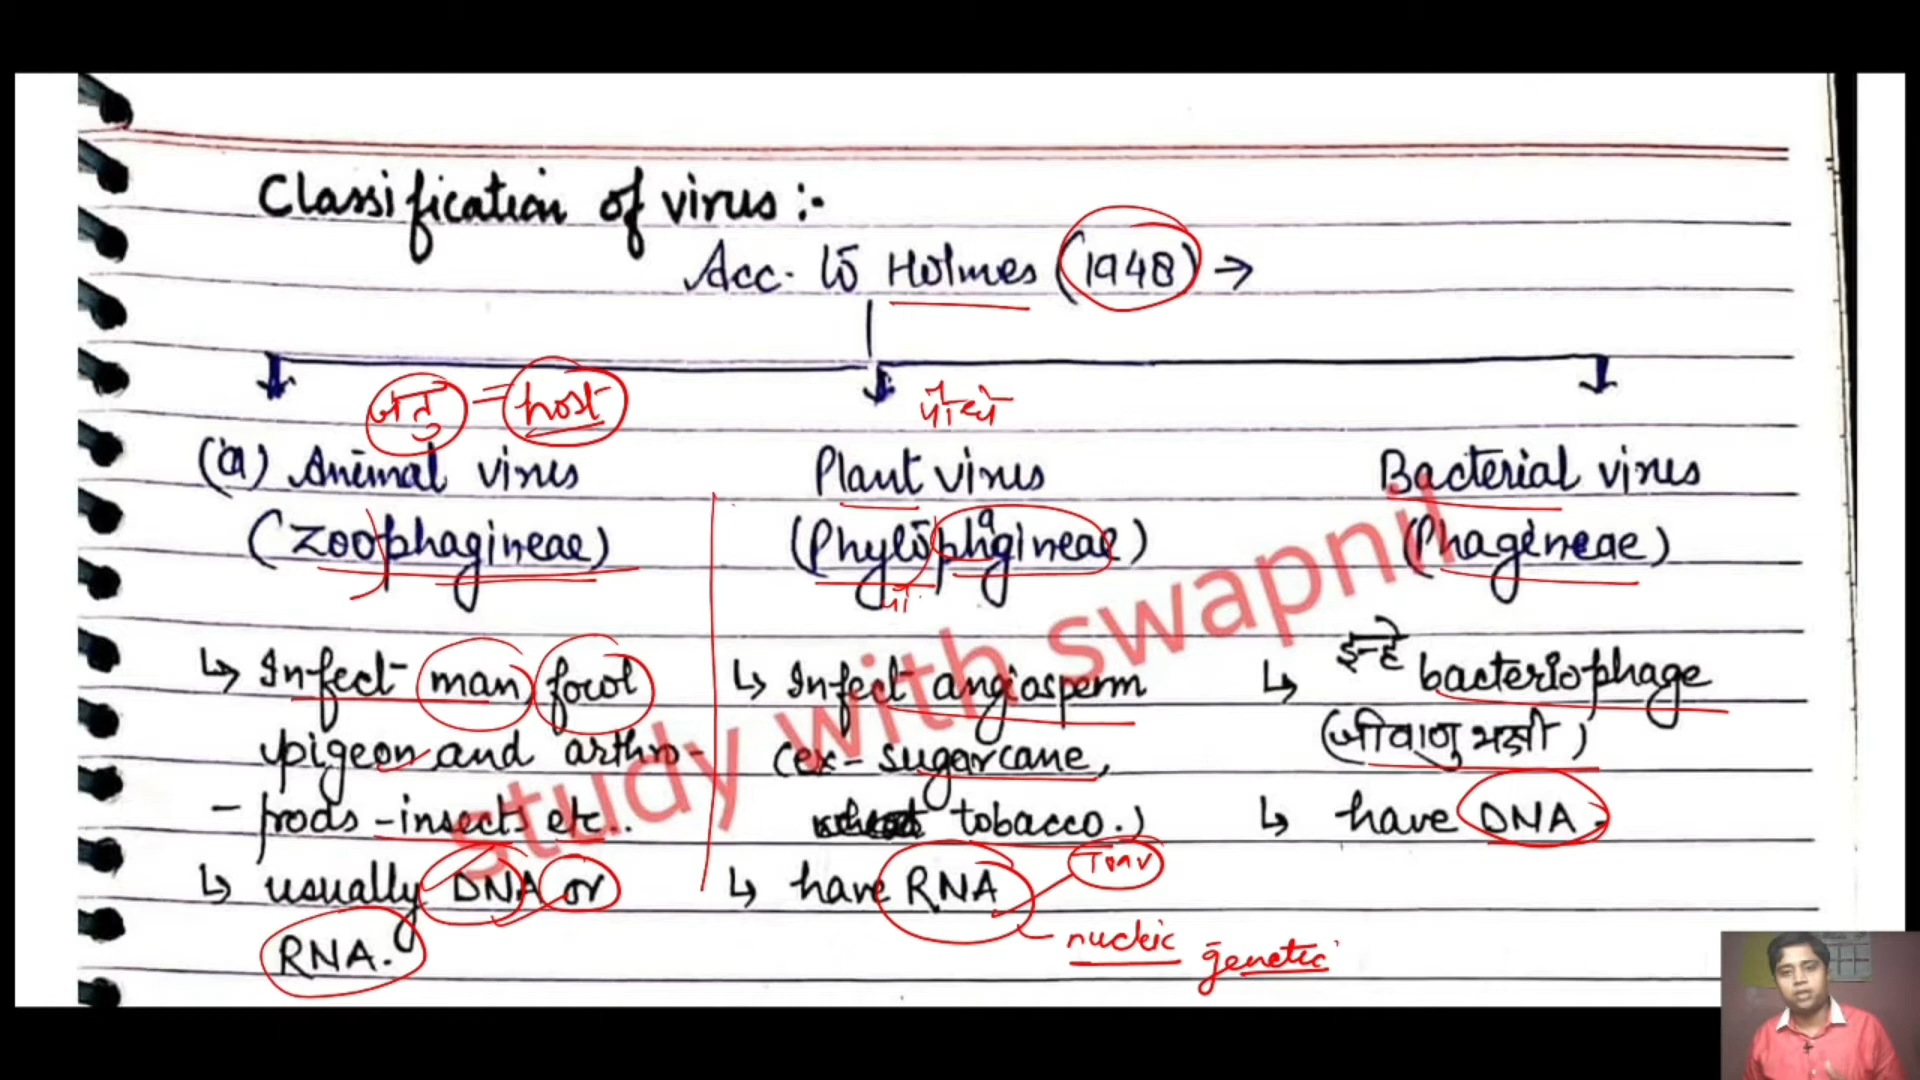 Classification of virus :-
Acc. to Holmes (1948) →
जंतु = host
(a) Animal virus
(Zoophagineae)
↳ Infect man, fowl
pigeon and arthro-
- pods - insects etc..
↳ usually DNA or
RNA.
Plant virus
(Phytophagineae)
↳ Infect angiosperm
(ex- sugarcane,
tobacco.)
↳ have RNA
TMV
nucleic genetic
Bacterial virus
(Phagineae)
↳ इन्हे bacteriophage
(जीवाणु भक्षी)
↳ have DNA.
study with swapnil